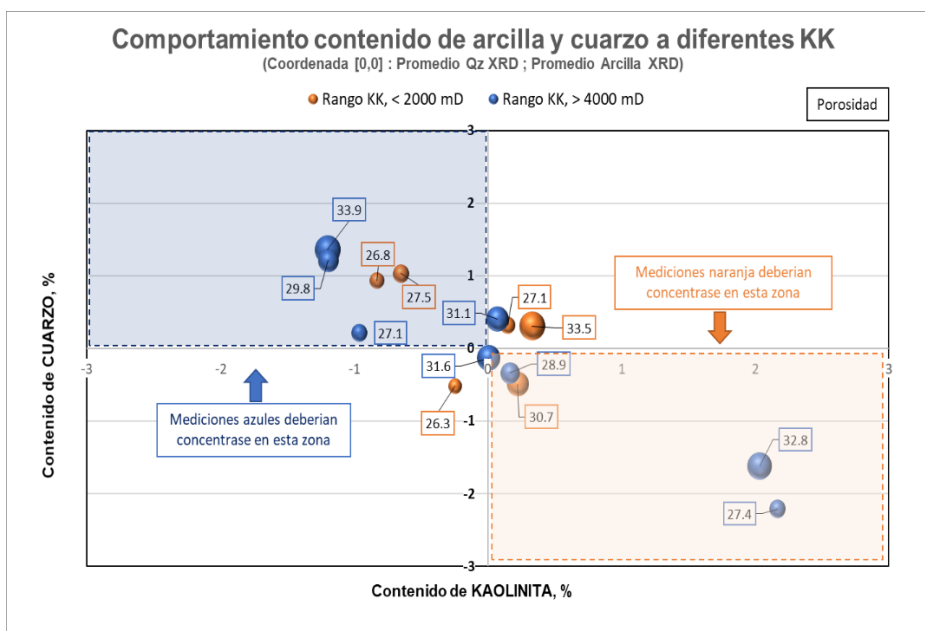 Comportamiento contenido de arcilla y cuarzo a diferentes KK
(Coordenada [0,0] : Promedio Qz XRD ; Promedio Arcilla XRD)
Rango KK, < 2000 mD
Rango KK, > 4000 mD
Porosidad
3
2
33.9
26.8
Mediciones naranja deberian
concentrase en esta zona
29.8
1
27.5
31.1
27.1
33.5
27.1
0
-3
-2
-1
0
1
2
3
31.6
28.9
Mediciones azules deberian
concentrase en esta zona
26.3
-1
30.7
32.8
-2
27.4
-3
Contenido de CUARZO, %
Contenido de KAOLINITA, %